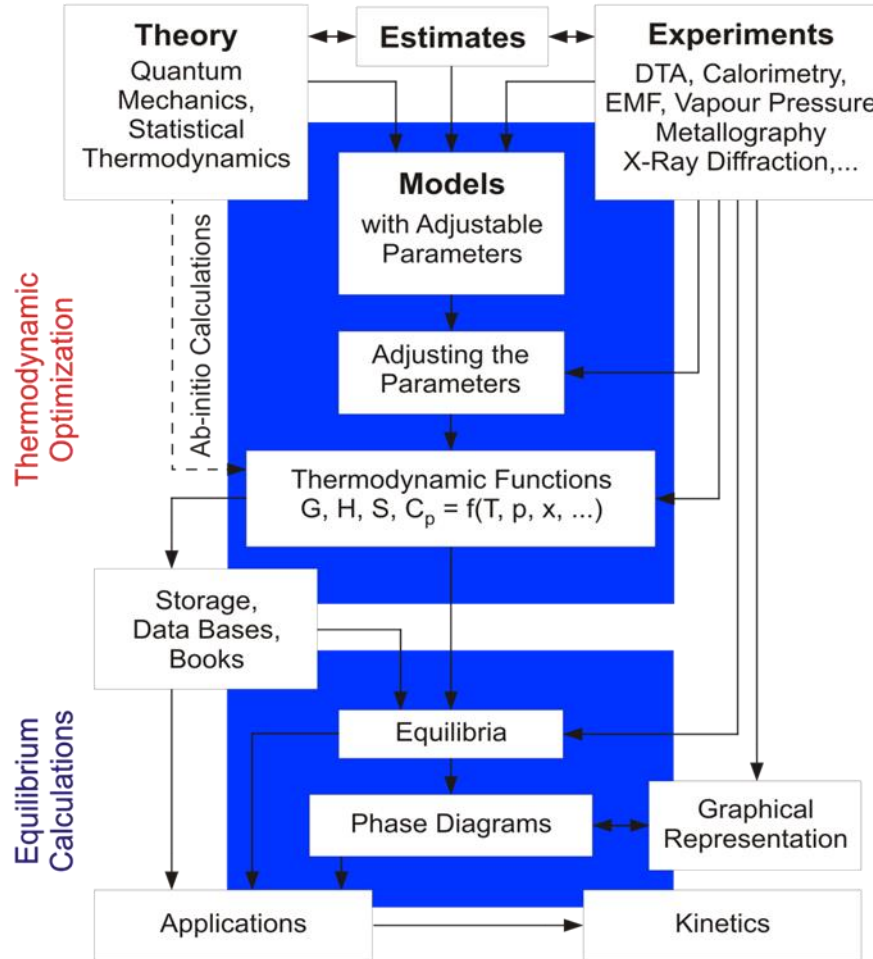 Theory
Quantum
Mechanics,
Statistical
Thermodynamics
Estimates
Experiments
DTA, Calorimetry,
EMF, Vapour Pressure
Metallography
X-Ray Diffraction,...
Models
with Adjustable
Parameters
Ab-initio Calculations
Thermodynamic
Optimization
Adjusting the
Parameters
Thermodynamic Functions
G, H, S, Cₚ = f(T, p, x, ...)
Storage,
Data Bases,
Books
Equilibrium
Calculations
Equilibria
Phase Diagrams
Graphical
Representation
Applications
Kinetics